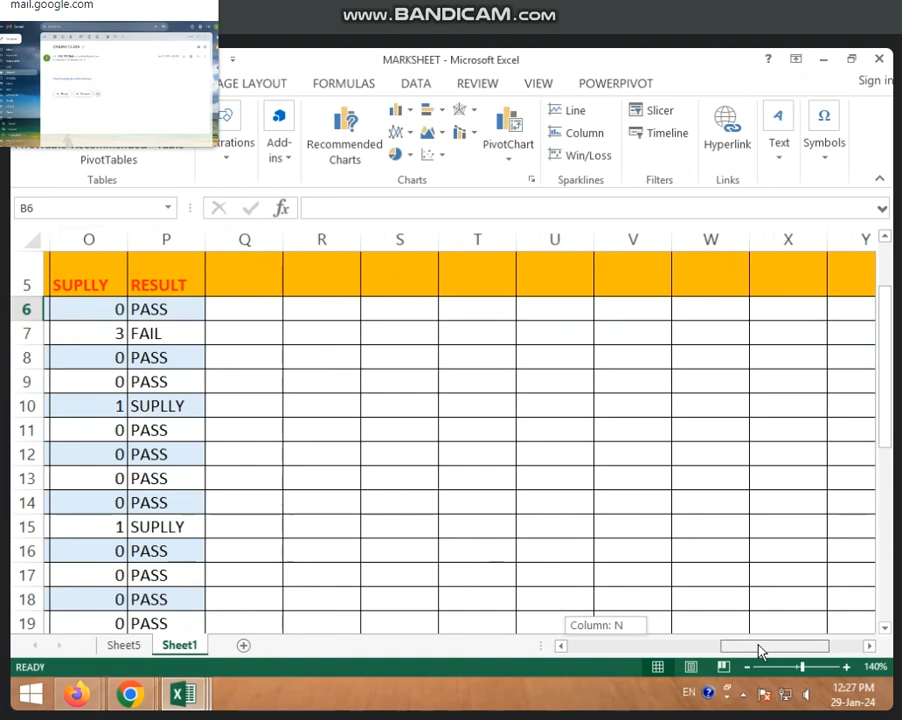 mail.google.com
WWW.BANDICAM.COM
MARKSHEET - Microsoft Excel
PAGE LAYOUT FORMULAS DATA REVIEW VIEW POWERPIVOT Sign in
Recommended Charts
PivotChart
Add-ins
Line
Column
Win/Loss
Slicer
Timeline
Hyperlink
Text
Symbols
PivotTables
Tables Charts Sparklines Filters Links
B6 fx
O P Q R S T U V W X Y
5 SUPLLY RESULT
6 0 PASS
7 3 FAIL
8 0 PASS
9 0 PASS
10 1 SUPLLY
11 0 PASS
12 0 PASS
13 0 PASS
14 0 PASS
15 1 SUPLLY
16 0 PASS
17 0 PASS
18 0 PASS
19 0 PASS
Column: N
Sheet5 Sheet1
READY 140%
EN 12:27 PM
29-Jan-24